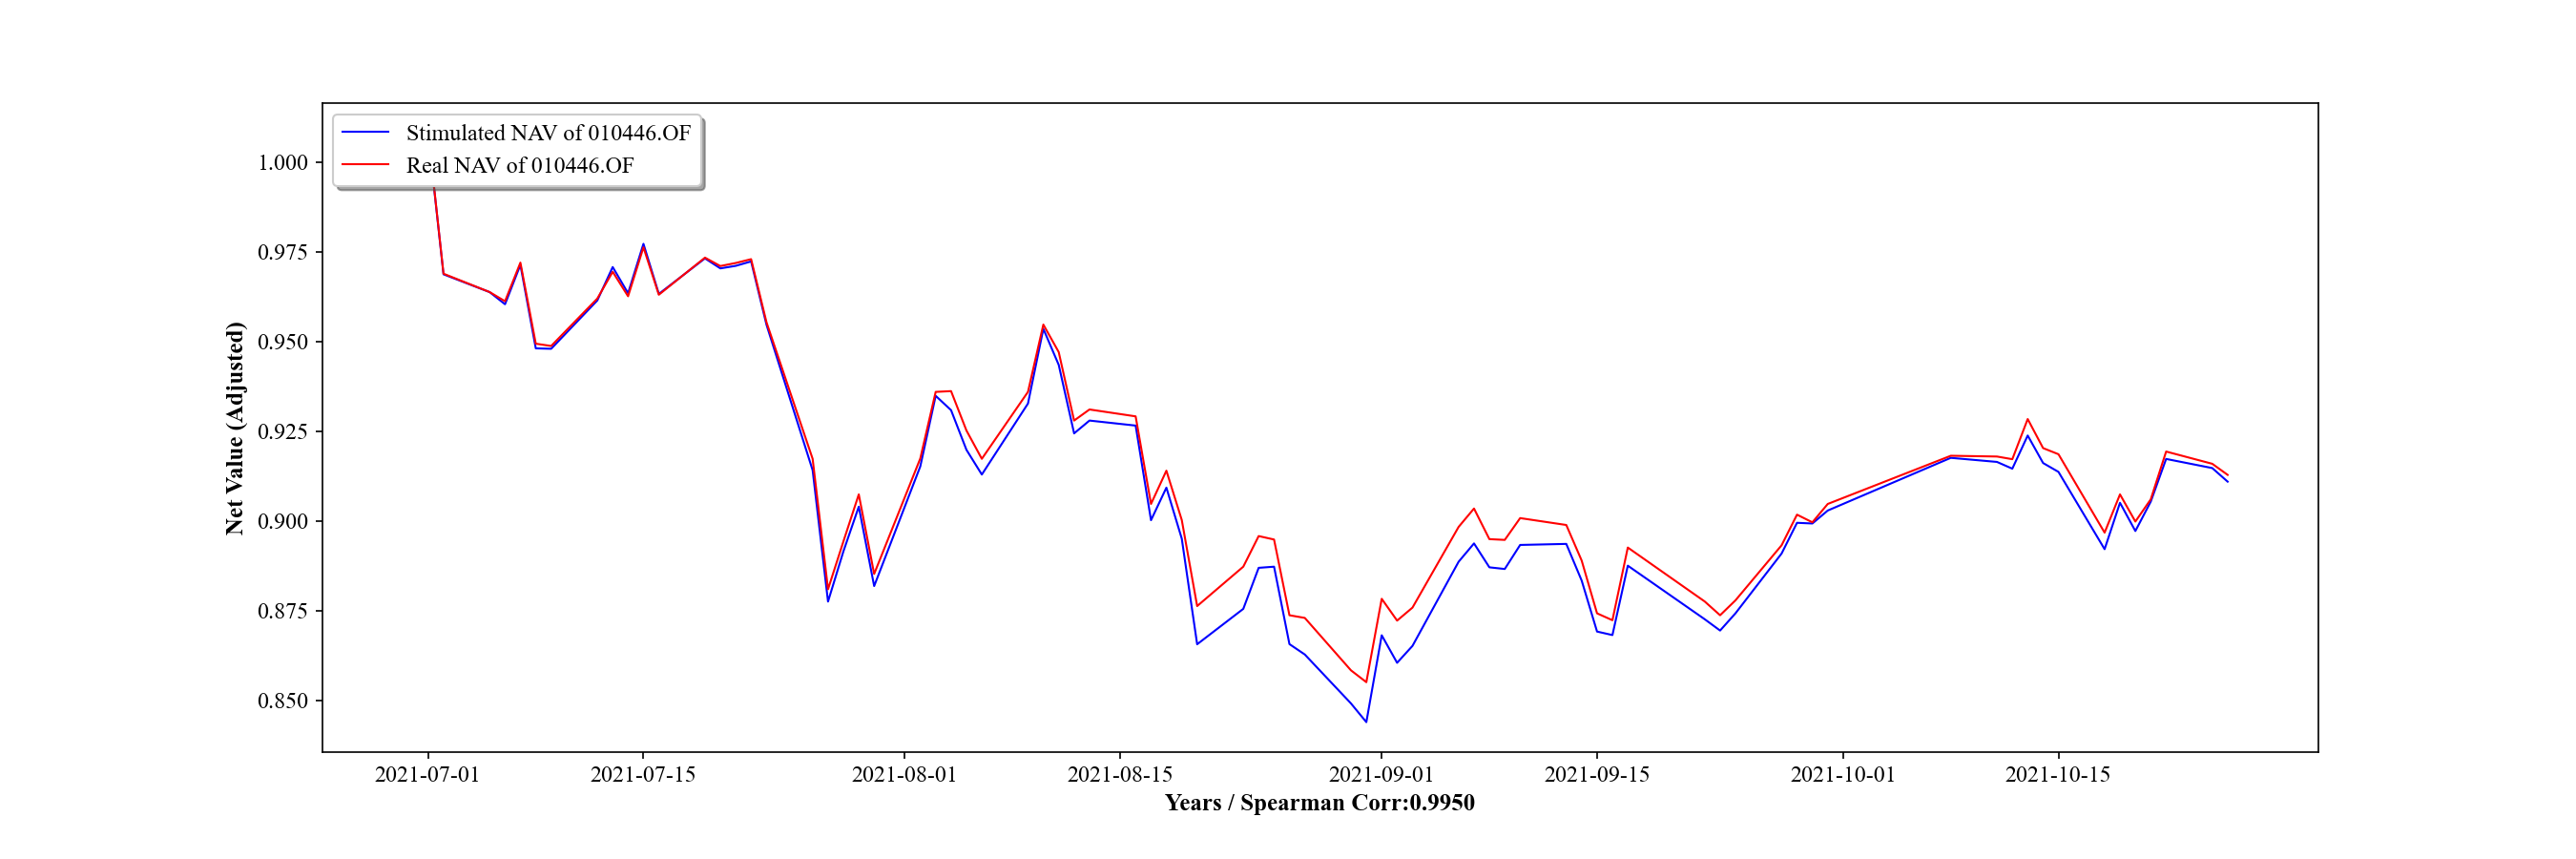 Stimulated NAV of 010446.OF
Real NAV of 010446.OF
1.000
0.975
0.950
0.925
0.900
0.875
0.850
Net Value (Adjusted)
2021-07-01 2021-07-15 2021-08-01 2021-08-15 2021-09-01 2021-09-15 2021-10-01 2021-10-15
Years / Spearman Corr:0.9950